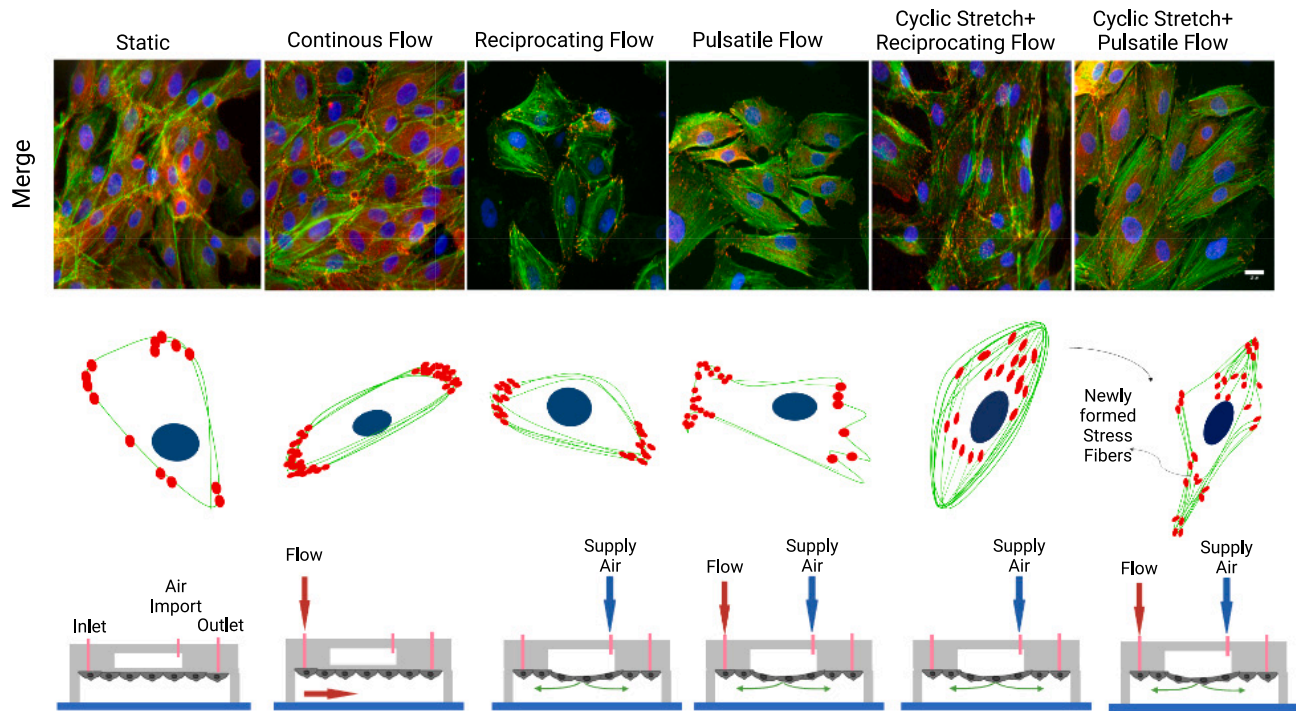 Static
Continous Flow
Reciprocating Flow
Pulsatile Flow
Cyclic Stretch+
Reciprocating Flow
Cyclic Stretch+
Pulsatile Flow
Merge
Newly
formed
Stress
Fibers
Inlet
Air
Import
Outlet
Flow
Supply
Air
Flow
Supply
Air
Supply
Air
Flow
Supply
Air